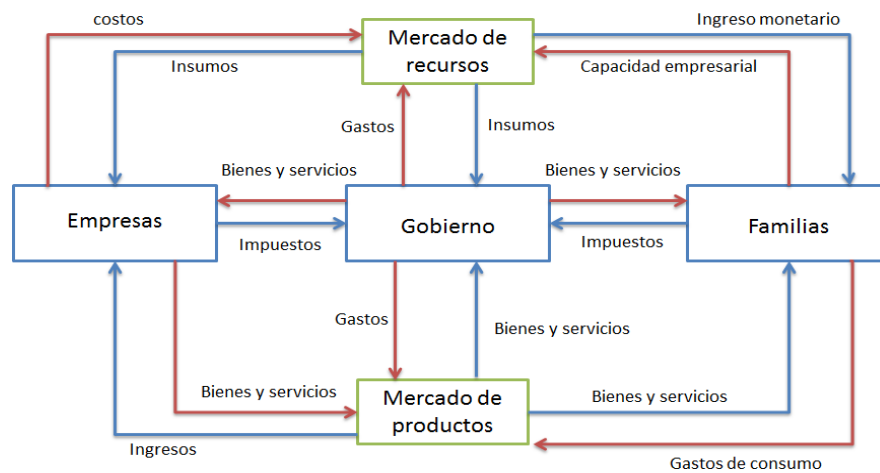 costos
Mercado de
recursos
Ingreso monetario
Insumos
Capacidad empresarial
Gastos
Insumos
Bienes y servicios
Bienes y servicios
Empresas
Gobierno
Familias
Impuestos
Impuestos
Gastos
Bienes y servicios
Bienes y servicios
Mercado de
productos
Bienes y servicios
Ingresos
Gastos de consumo